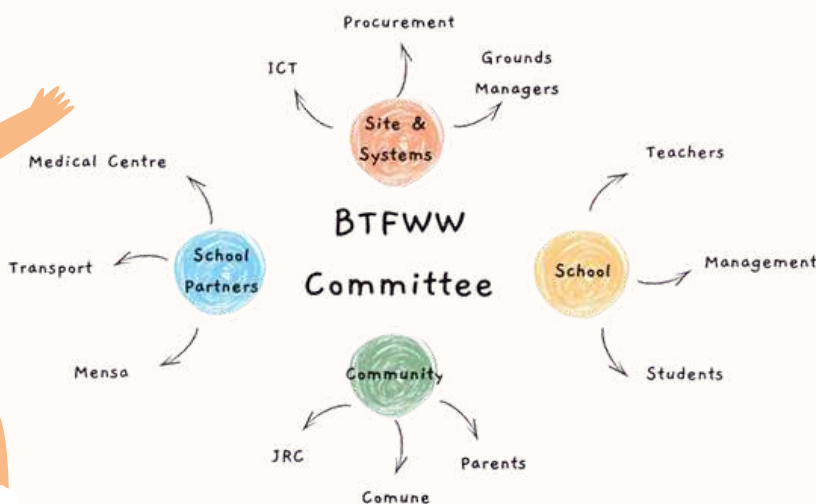 Procurement
ICT
Grounds
Managers
Site &
Systems
Medical Centre
Teachers
BTFWW
Committee
School
Partners
Transport
School
Management
Mensa
Community
Students
JRC
Parents
Comune